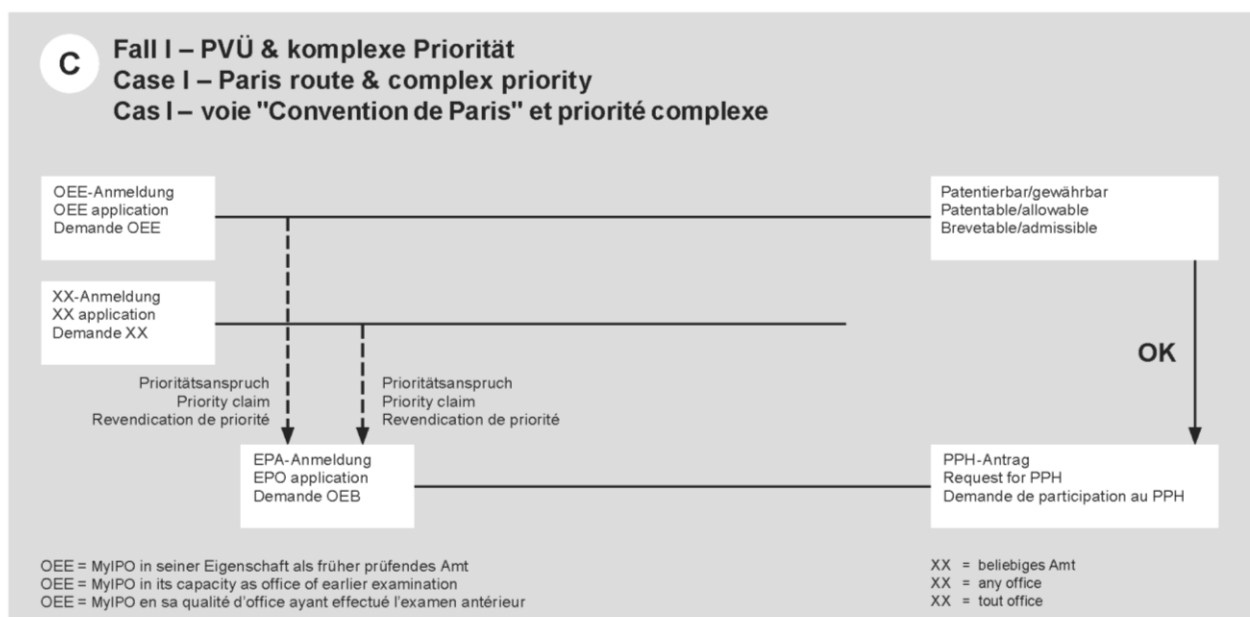 C
Fall I – PVÜ & komplexe Priorität
Case I – Paris route & complex priority
Cas I – voie "Convention de Paris" et priorité complexe
OEE-Anmeldung
OEE application
Demande OEE
Patentierbar/gewährbar
Patentable/allowable
Brevetable/admissible
XX-Anmeldung
XX application
Demande XX
OK
Prioritätsanspruch
Priority claim
Revendication de priorité
Prioritätsanspruch
Priority claim
Revendication de priorité
EPA-Anmeldung
EPO application
Demande OEB
PPH-Antrag
Request for PPH
Demande de participation au PPH
OEE = MyIPO in seiner Eigenschaft als früher prüfendes Amt
OEE = MyIPO in its capacity as office of earlier examination
OEE = MyIPO en sa qualité d'office ayant effectué l'examen antérieur
XX = beliebiges Amt
XX = any office
XX = tout office